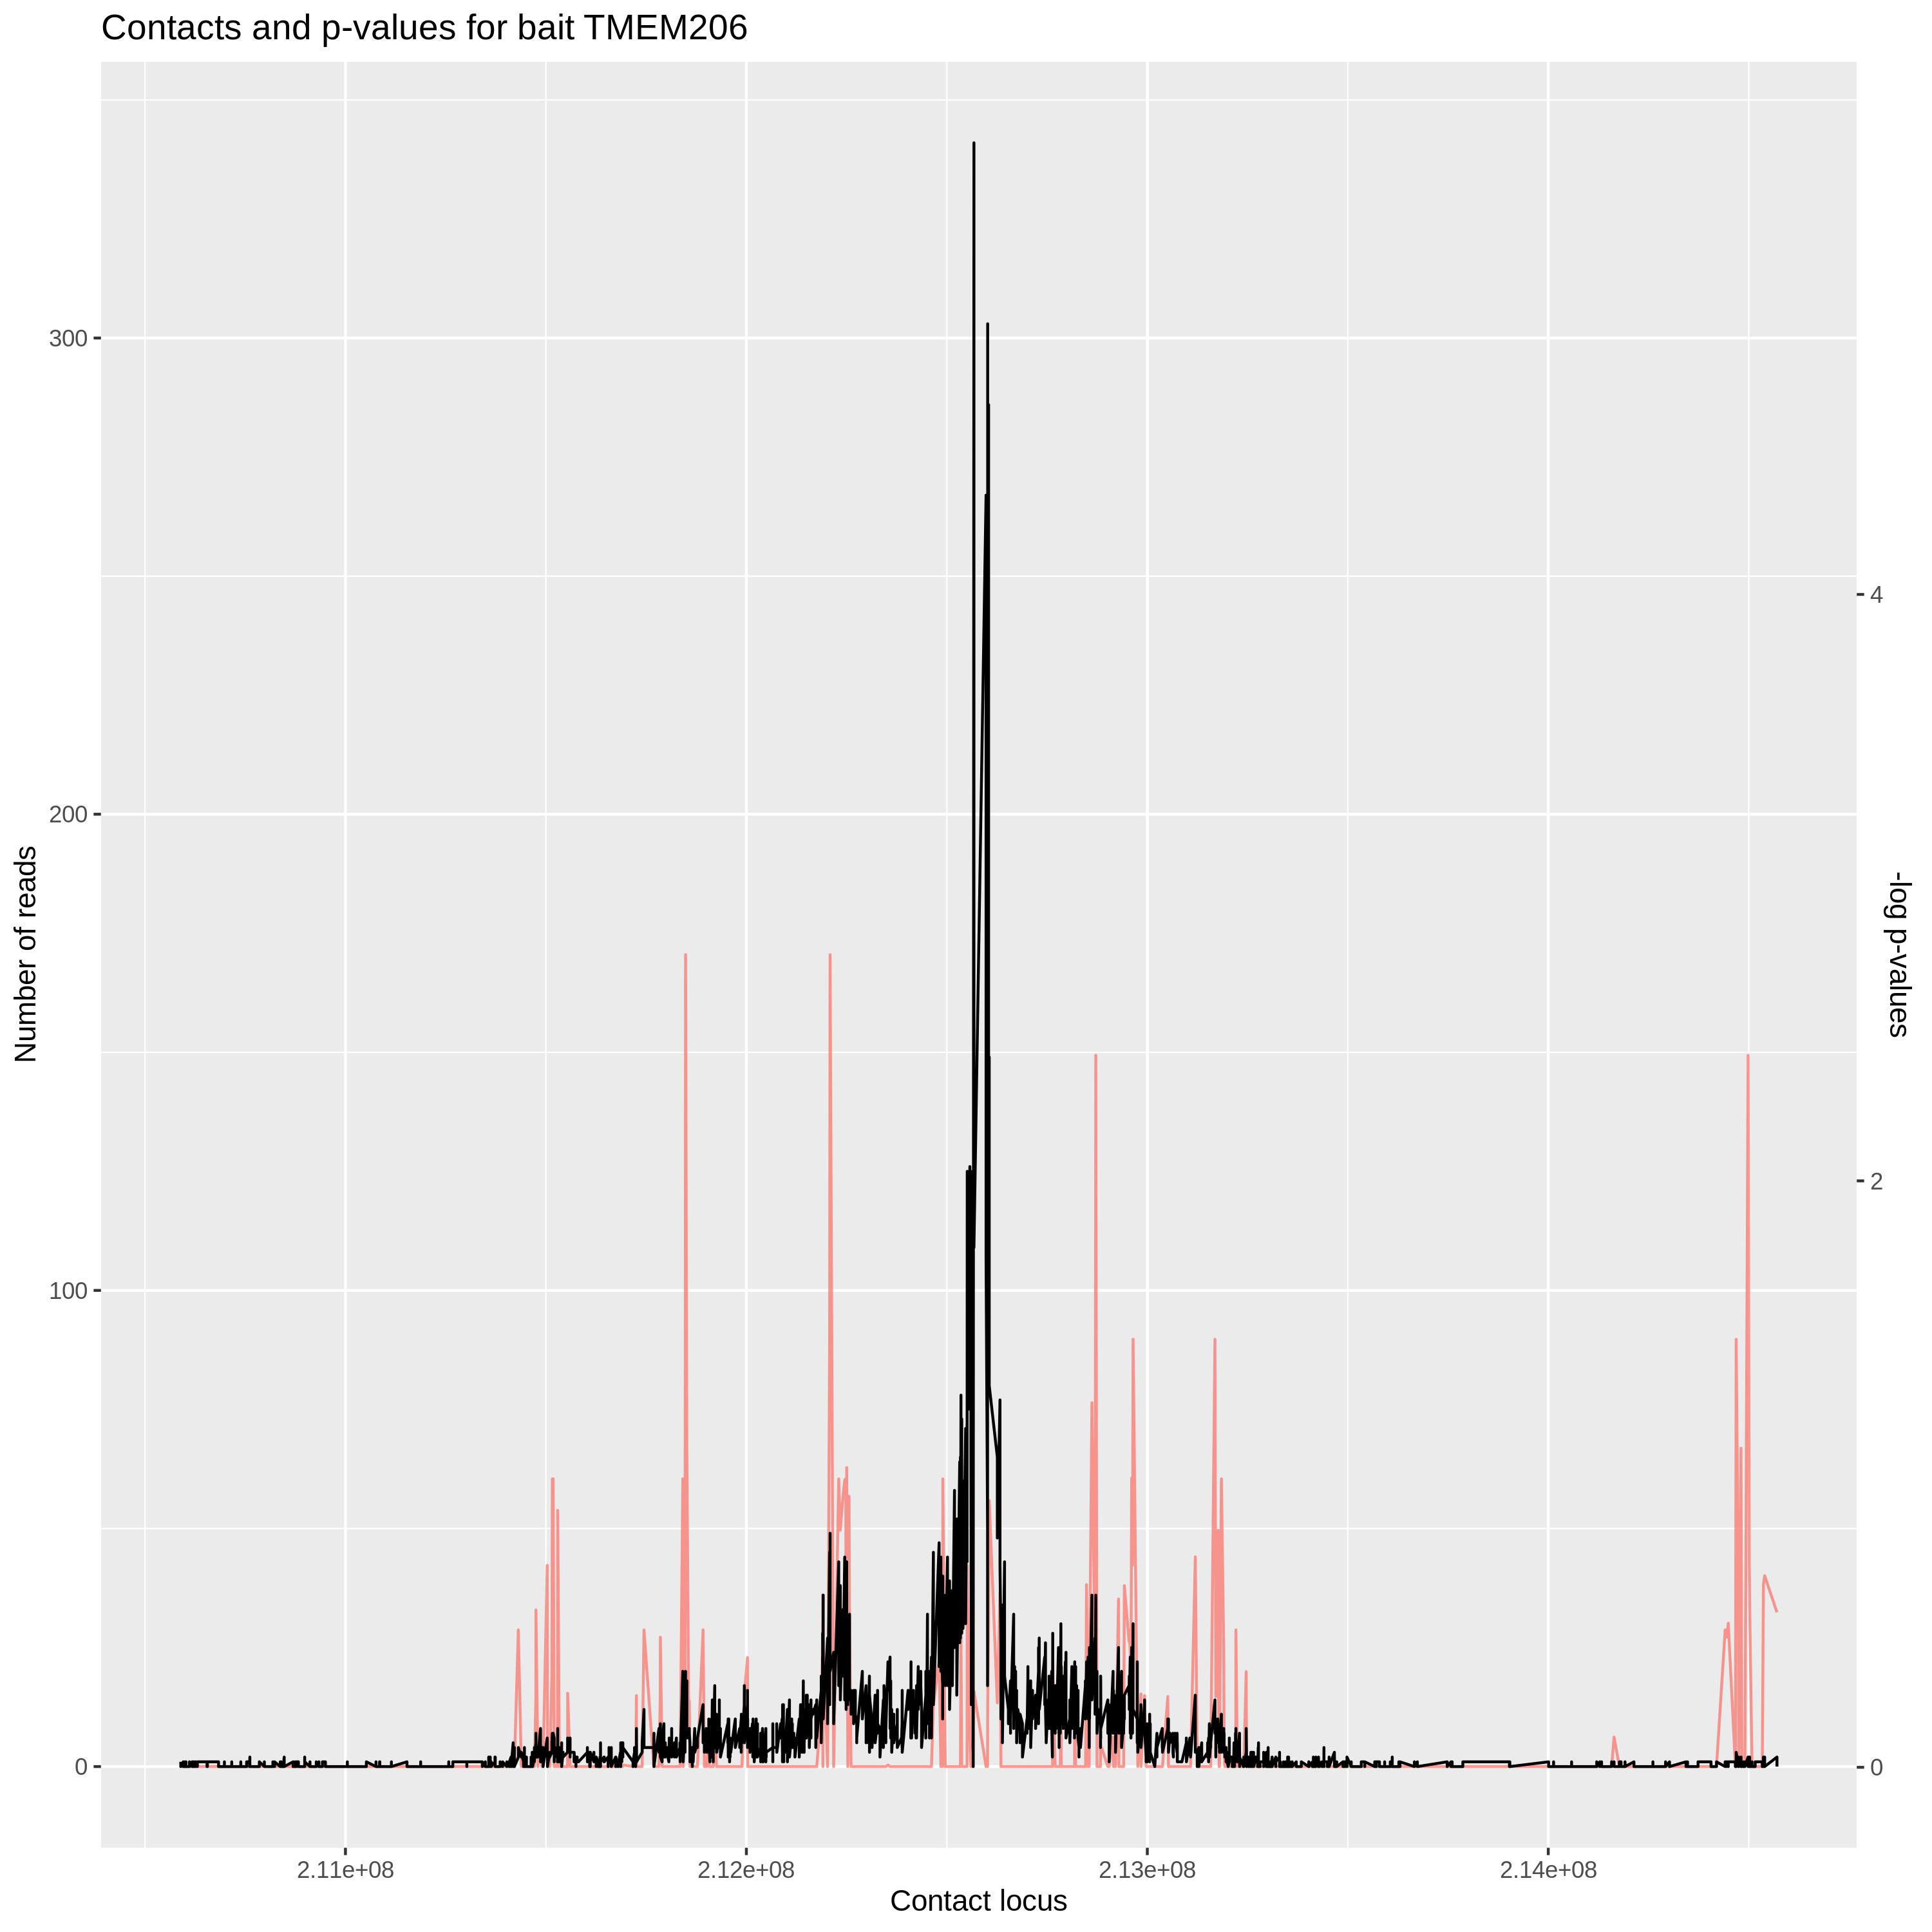 Contacts and p-values for bait TMEM206
Number of reads
300
200
100
0
-log p-values
4
2
0
2.11e+08
2.12e+08
2.13e+08
2.14e+08
Contact locus